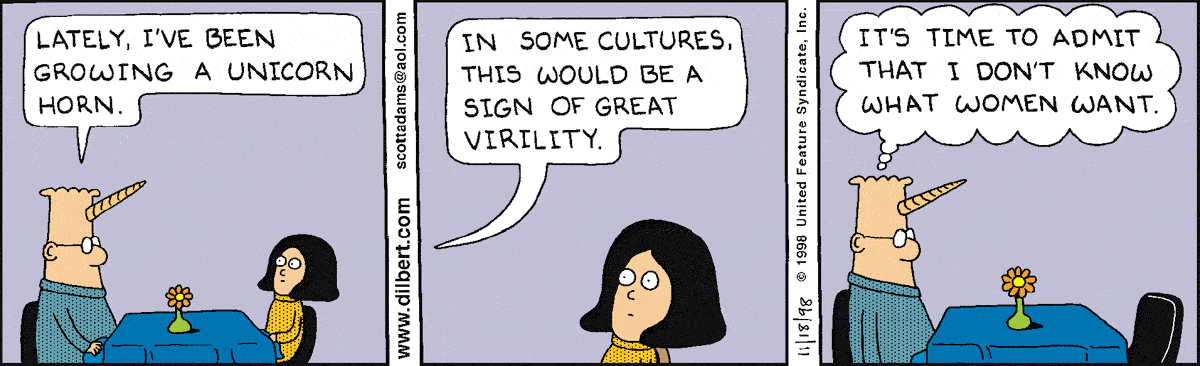 LATELY, I'VE BEEN
GROWING A UNICORN
HORN.
www.dilbert.com
scottadams@aol.com
IN SOME CULTURES,
THIS WOULD BE A
SIGN OF GREAT
VIRILITY.
11/18/98 © 1998 United Feature Syndicate, Inc.
IT'S TIME TO ADMIT
THAT I DON'T KNOW
WHAT WOMEN WANT.